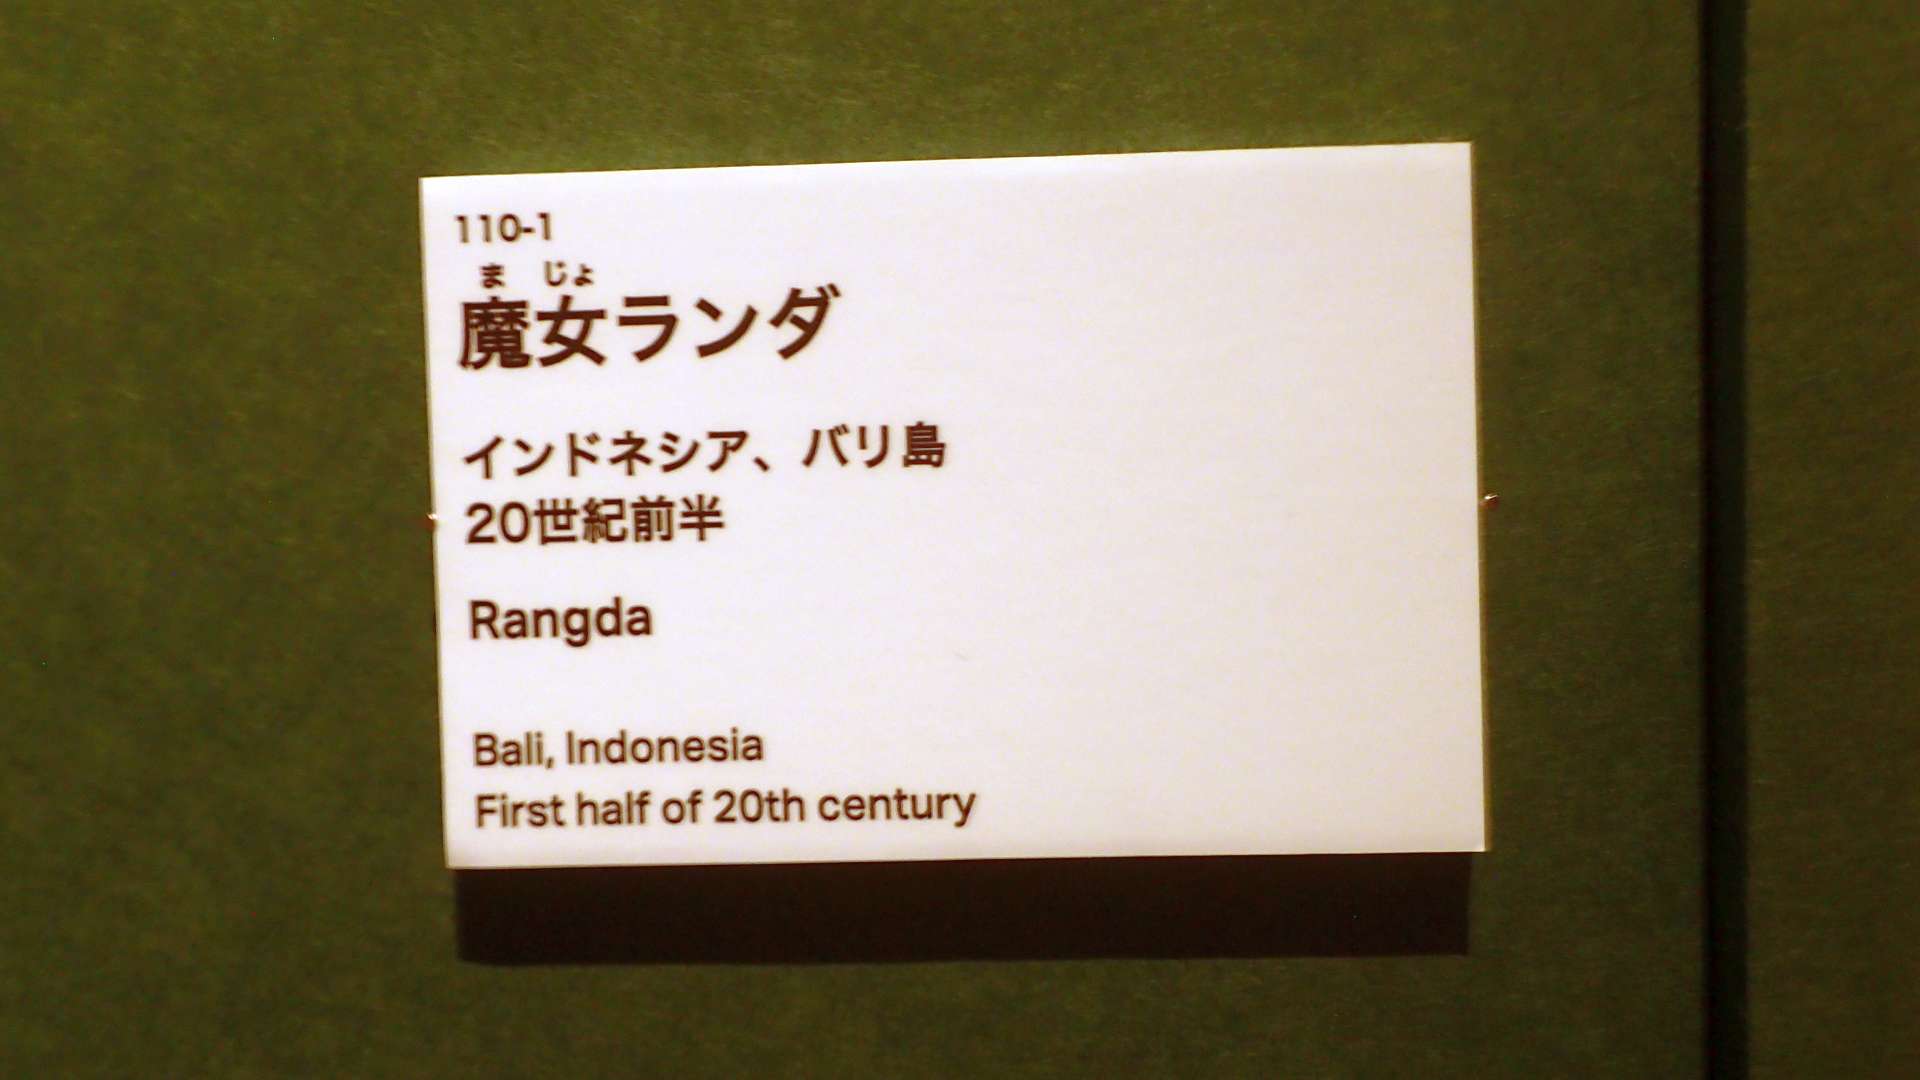 110-1
まじょ
魔女ランダ
インドネシア、バリ島
20世紀前半
Rangda
Bali, Indonesia
First half of 20th century